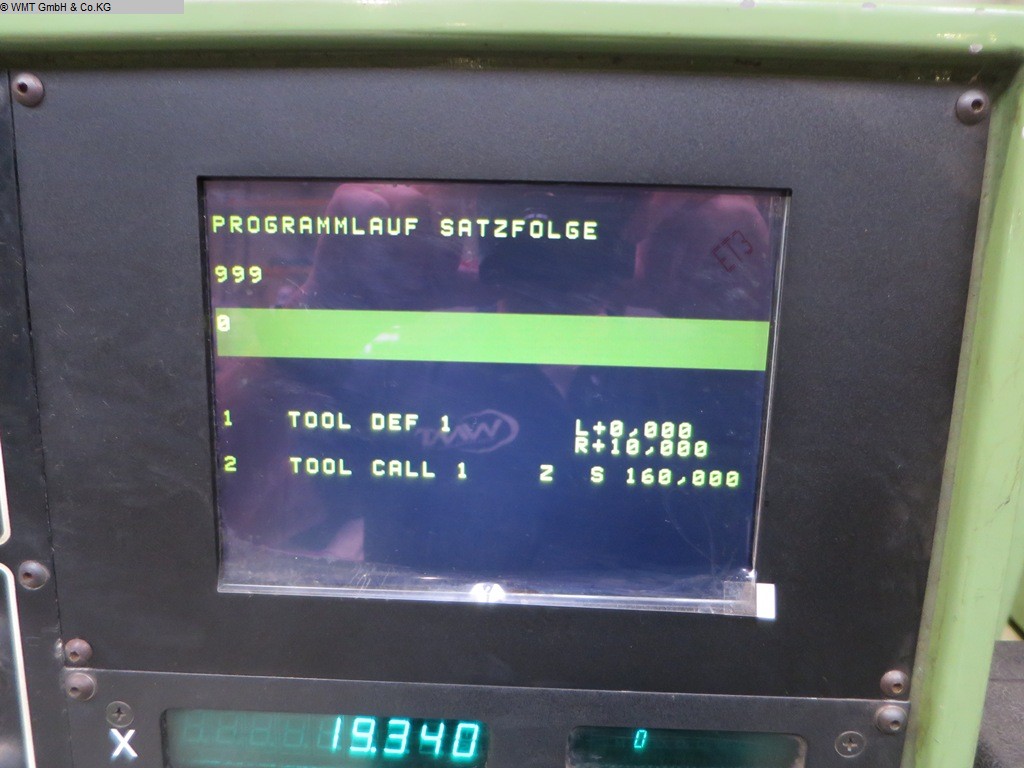 © WMT GmbH & Co.KG
PROGRAMMLAUF SATZFOLGE
ET3
999
0
1 TOOL DEF 1 L+0,000
R+10,000
2 TOOL CALL 1 Z S 160,000
X 19.340 0